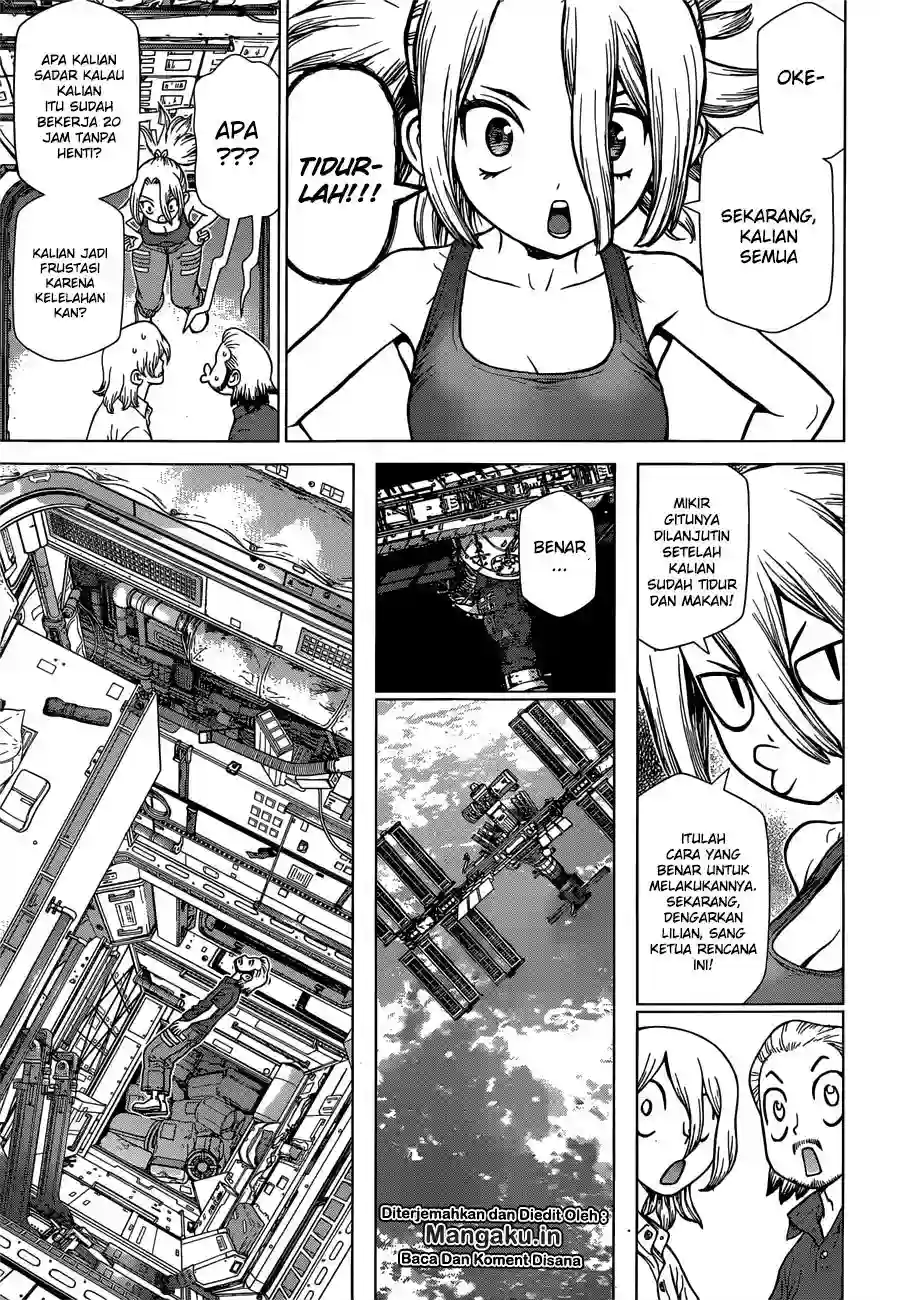 OKE-
SEKARANG,
KALIAN
SEMUA
TIDUR-
LAH!!!
APA
???
APA KALIAN
SADAR KALAU
KALIAN
ITU SUDAH
BEKERJA 20
JAM TANPA
HENTI?
KALIAN JADI
FRUSTASI
KARENA
KELELAHAN
KAN?
MIKIR
GITUNYA
DILANJUTIN
SETELAH
KALIAN
SUDAH TIDUR
DAN MAKAN!
ITULAH
CARA YANG
BENAR UNTUK
MELAKUKANNYA.
SEKARANG,
DENGARKAN
LILIAN, SANG
KETUA RENCANA
INI!
BENAR
...
Diterjemahkan dan Diedit Oleh :
Mangaku.in
Baca Dan Koment Disana